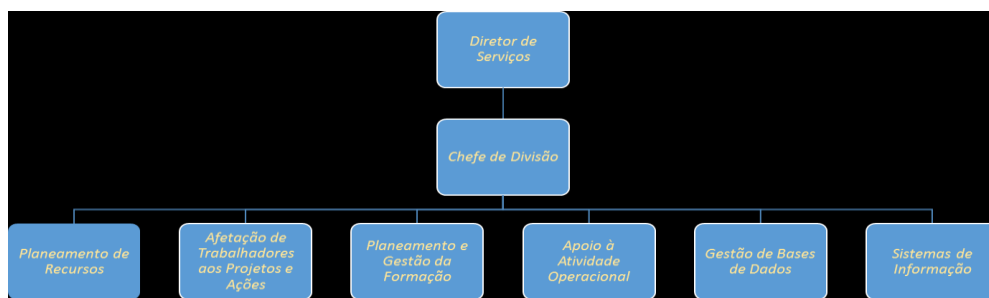 Diretor de
Serviços
Chefe de Divisão
Planeamento de
Recursos
Afetação de
Trabalhadores
aos Projetos e
Ações
Planeamento e
Gestão da
Formação
Apoio à
Atividade
Operacional
Gestão de Bases
de Dados
Sistemas de
Informação